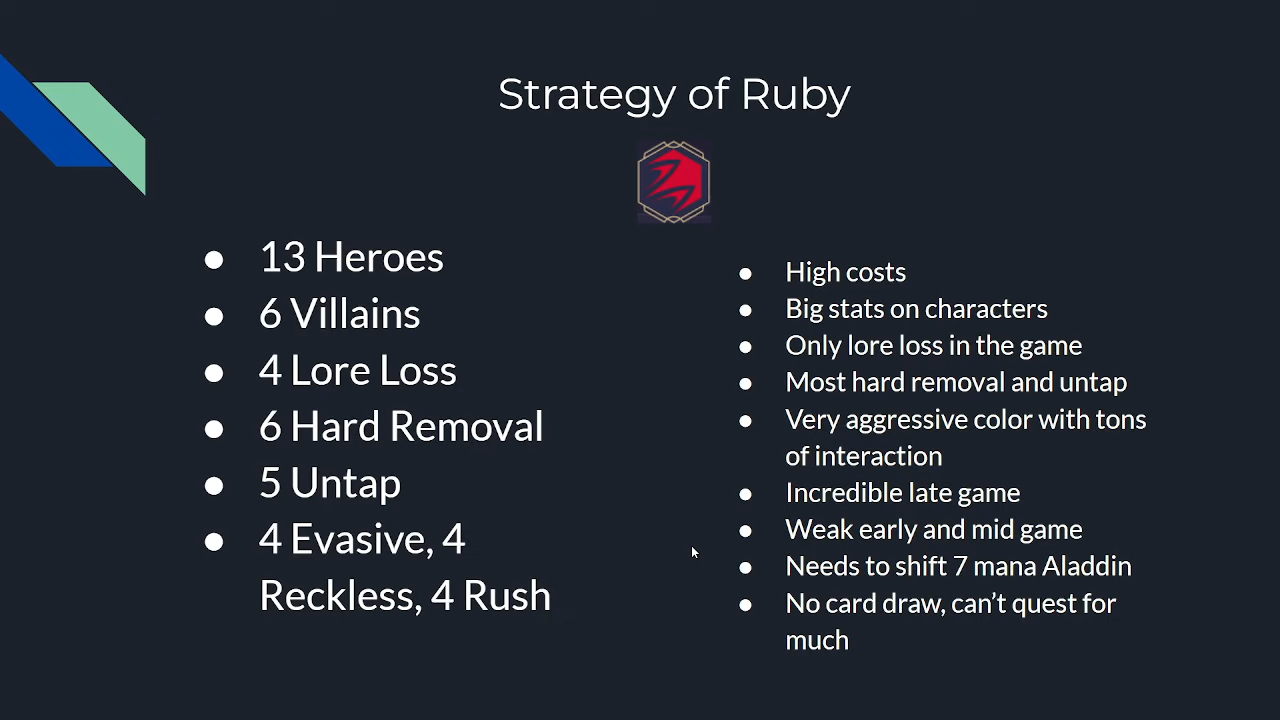 Strategy of Ruby
● 13 Heroes
● 6 Villains
● 4 Lore Loss
● 6 Hard Removal
● 5 Untap
● 4 Evasive, 4
Reckless, 4 Rush
● High costs
● Big stats on characters
● Only lore loss in the game
● Most hard removal and untap
● Very aggressive color with tons
of interaction
● Incredible late game
● Weak early and mid game
● Needs to shift 7 mana Aladdin
● No card draw, can’t quest for
much